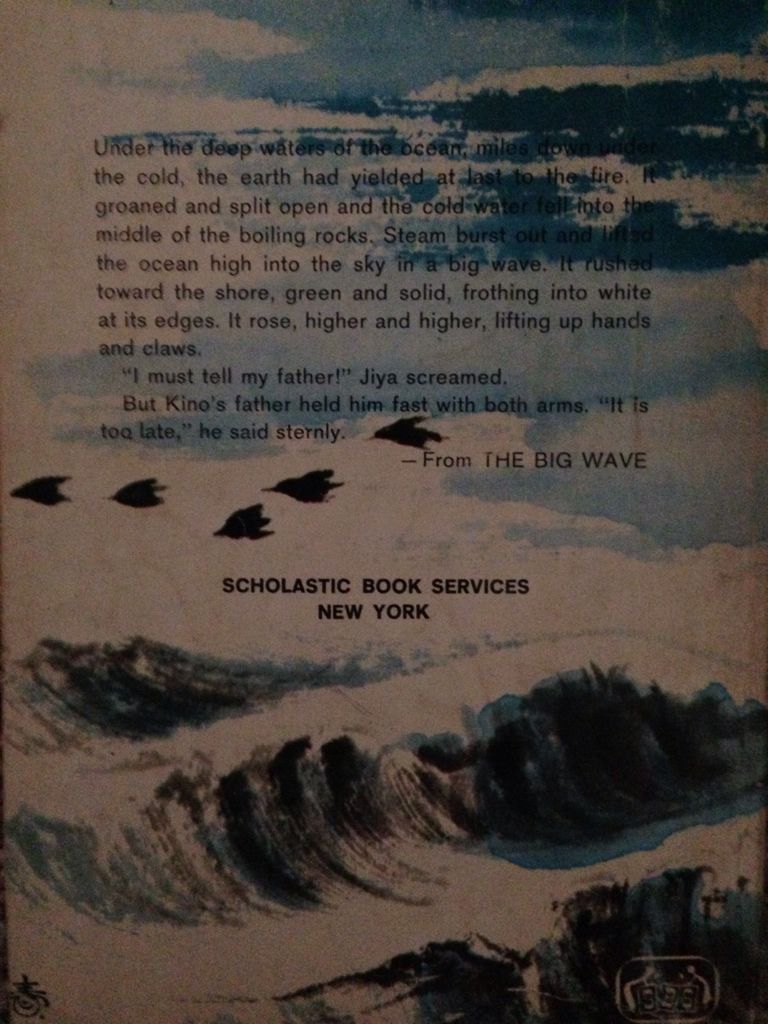 Under the deep waters of the ocean, miles down under
the cold, the earth had yielded at last to the fire. It
groaned and split open and the cold water fell into the
middle of the boiling rocks. Steam burst out and lifted
the ocean high into the sky in a big wave. It rushed
toward the shore, green and solid, frothing into white
at its edges. It rose, higher and higher, lifting up hands
and claws.
"I must tell my father!" Jiya screamed.
But Kino's father held him fast with both arms. "It is
too late," he said sternly.
— From THE BIG WAVE
SCHOLASTIC BOOK SERVICES
NEW YORK